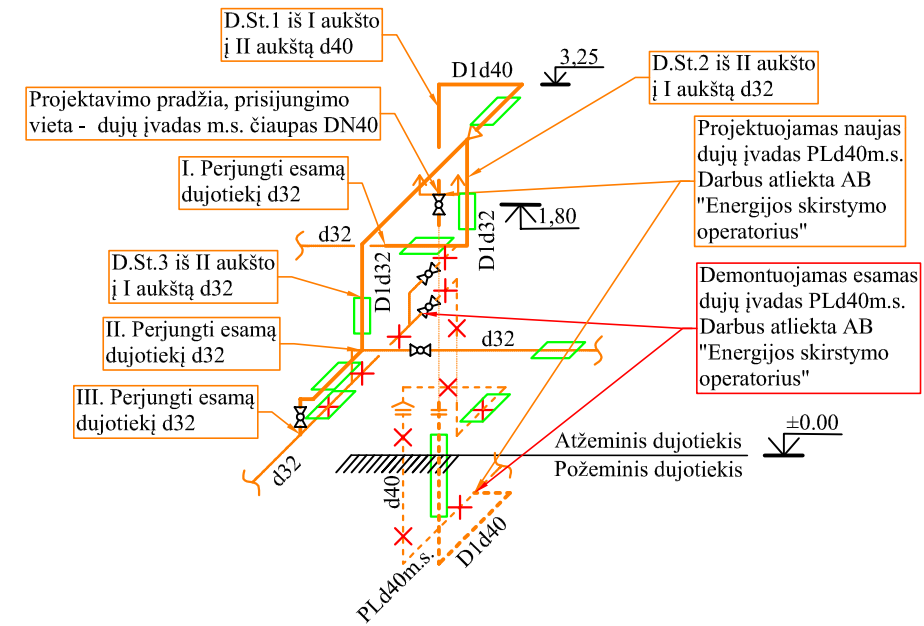 D.St.1 iš I aukšto
į II aukštą d40
D1d40
3,25
D.St.2 iš II aukšto
į I aukštą d32
Projektavimo pradžia, prisijungimo
vieta - dujų įvadas m.s. čiaupas DN40
Projektuojamas naujas
dujų įvadas PLd40m.s.
Darbus atliekta AB
"Energijos skirstymo
operatorius"
I. Perjungti esamą
dujotiekį d32
1,80
d32
D1d32
D1d32
D.St.3 iš II aukšto
į I aukštą d32
Demontuojamas esamas
dujų įvadas PLd40m.s.
Darbus atliekta AB
"Energijos skirstymo
operatorius"
II. Perjungti esamą
dujotiekį d32
d32
III. Perjungti esamą
dujotiekį d32
±0.00
Atžeminis dujotiekis
Požeminis dujotiekis
d32
d40
D1d40
PLd40m.s.